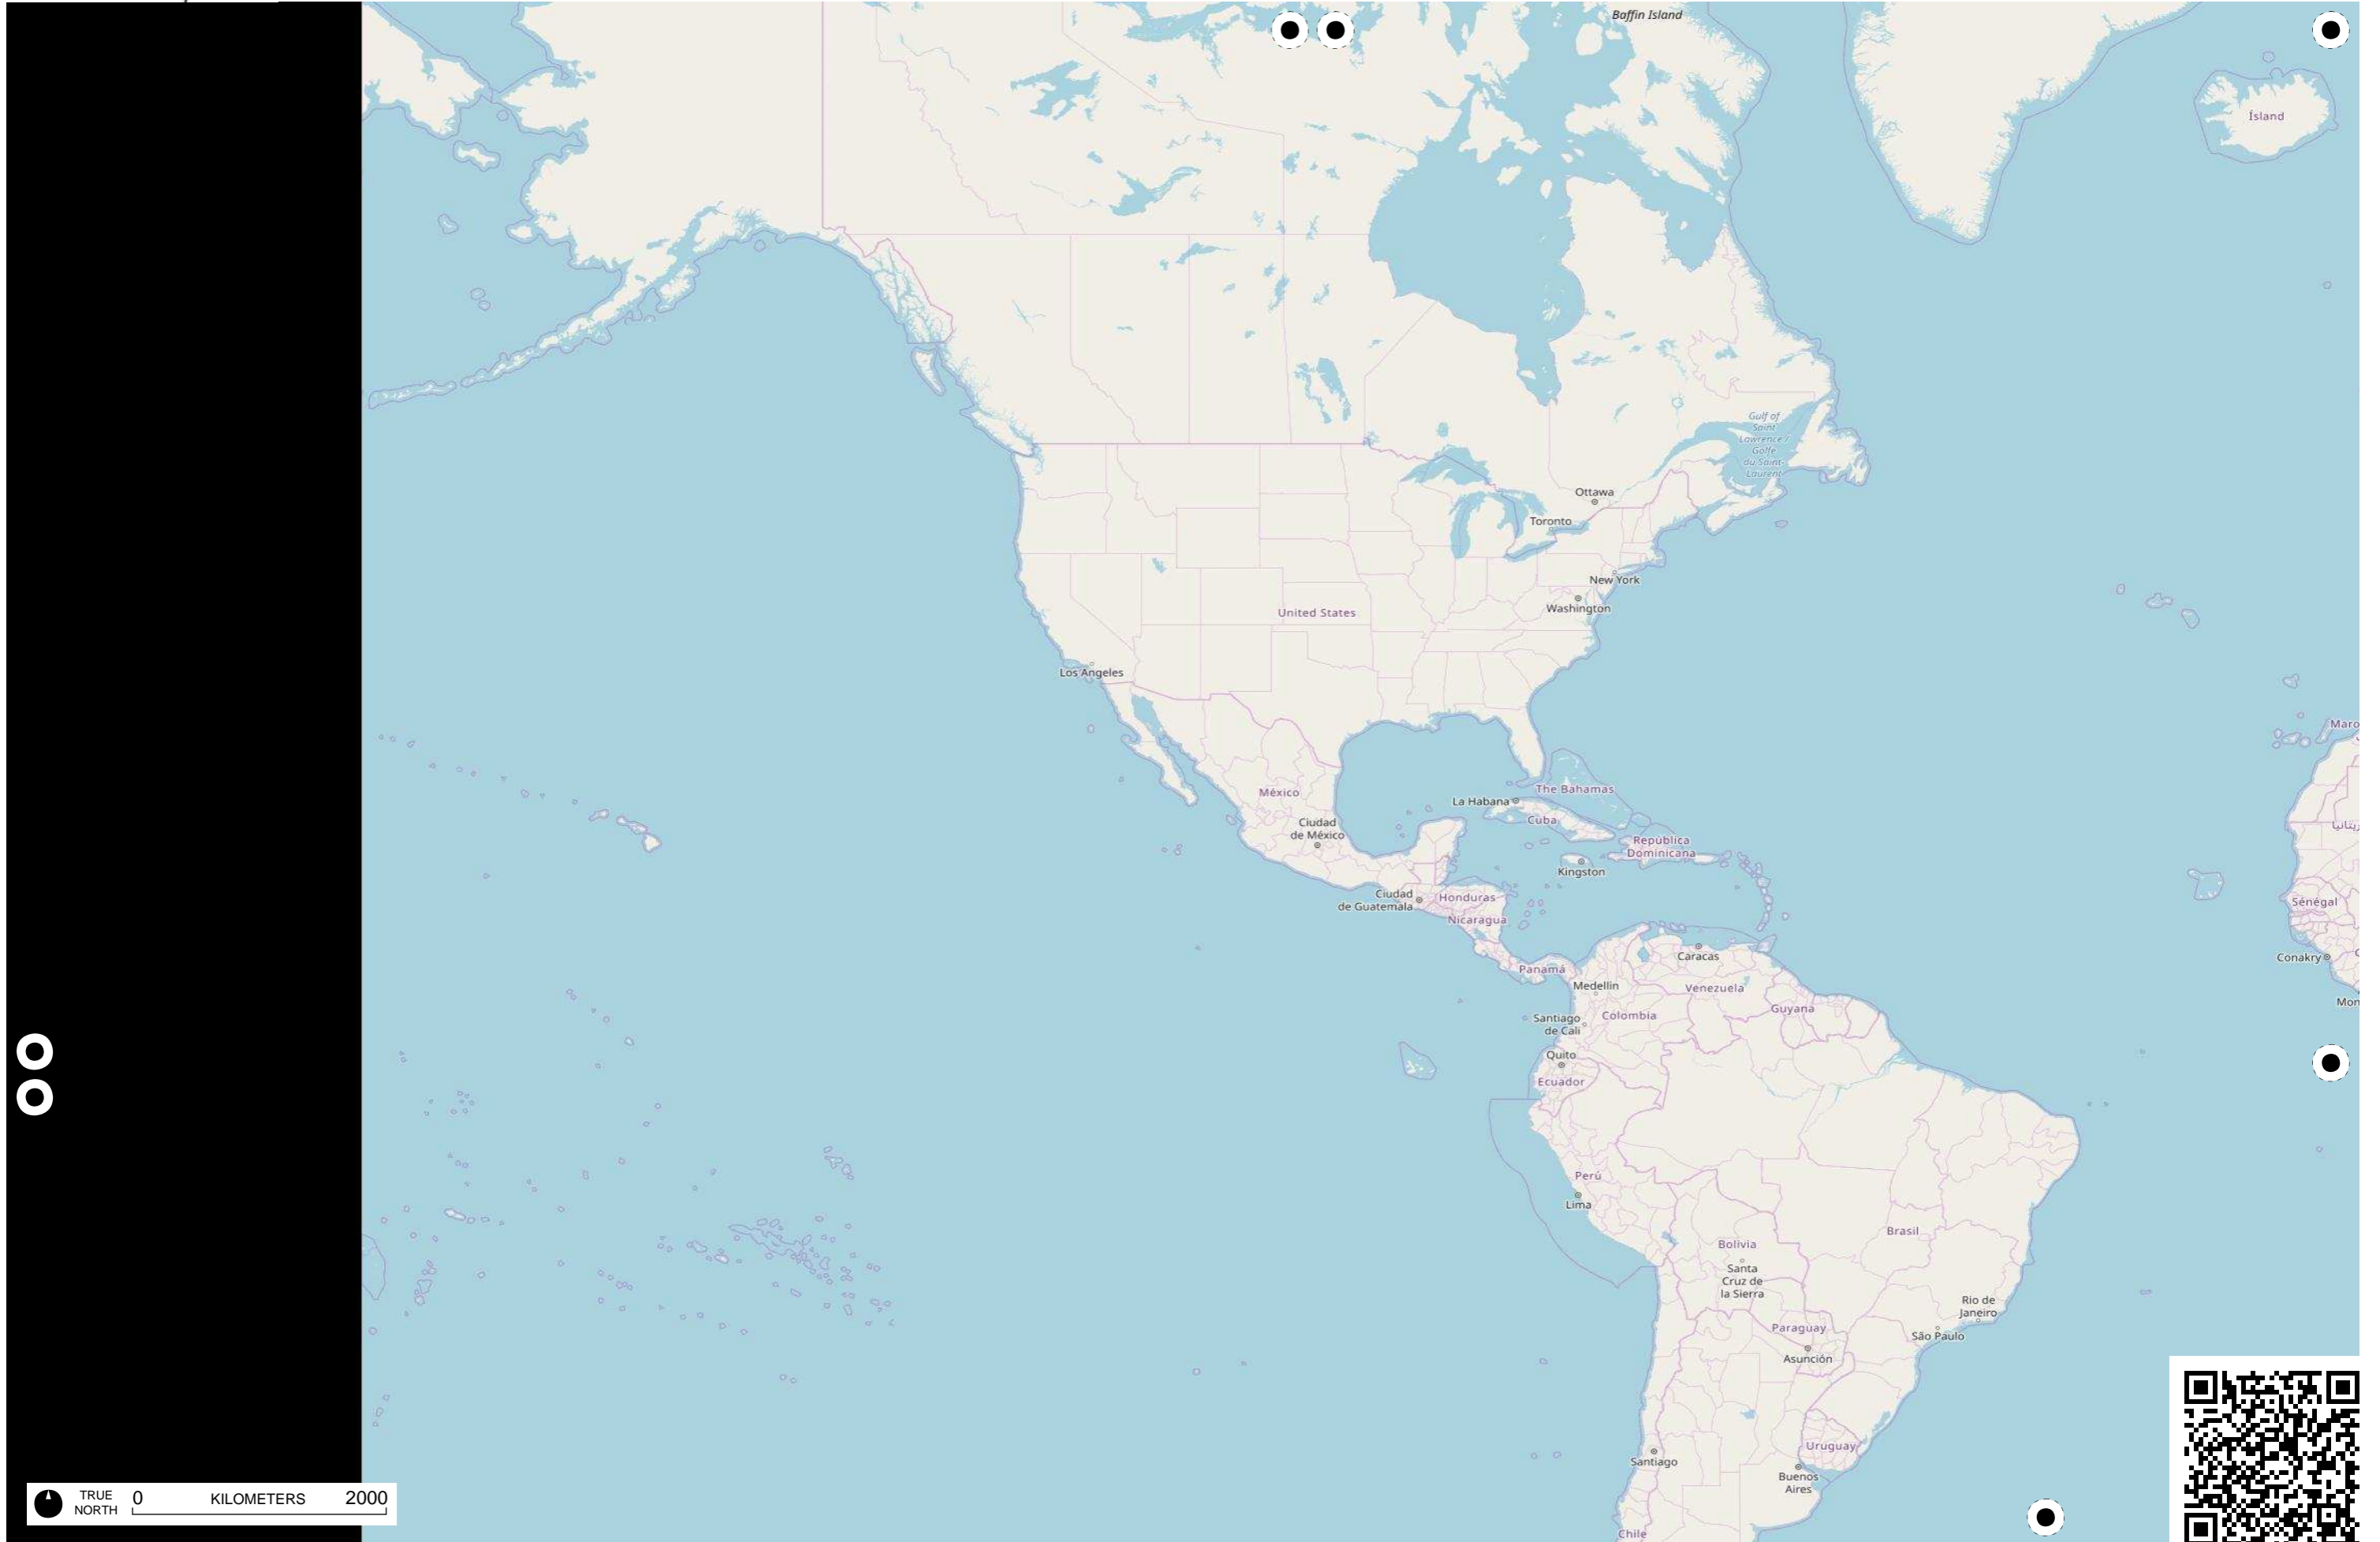 Baffin Island
Ísland
Gulf of
Saint
Lawrence /
Golfe
du Saint-
Laurent
Ottawa
Toronto
New York
Washington
United States
Los Angeles
México
Ciudad
de México
La Habana
The Bahamas
Cuba
República
Dominicana
Kingston
Ciudad
de Guatemala
Honduras
Nicaragua
Panamá
Caracas
Medellín
Venezuela
Guyana
Santiago
de Cali
Colombia
Quito
Ecuador
Perú
Lima
Brasil
Bolivia
Santa
Cruz de
la Sierra
Rio de
Janeiro
São Paulo
Paraguay
Asunción
Uruguay
Santiago
Buenos
Aires
Chile
Maro
Sénégal
Conakry
Mon
TRUE
NORTH
0 KILOMETERS 2000